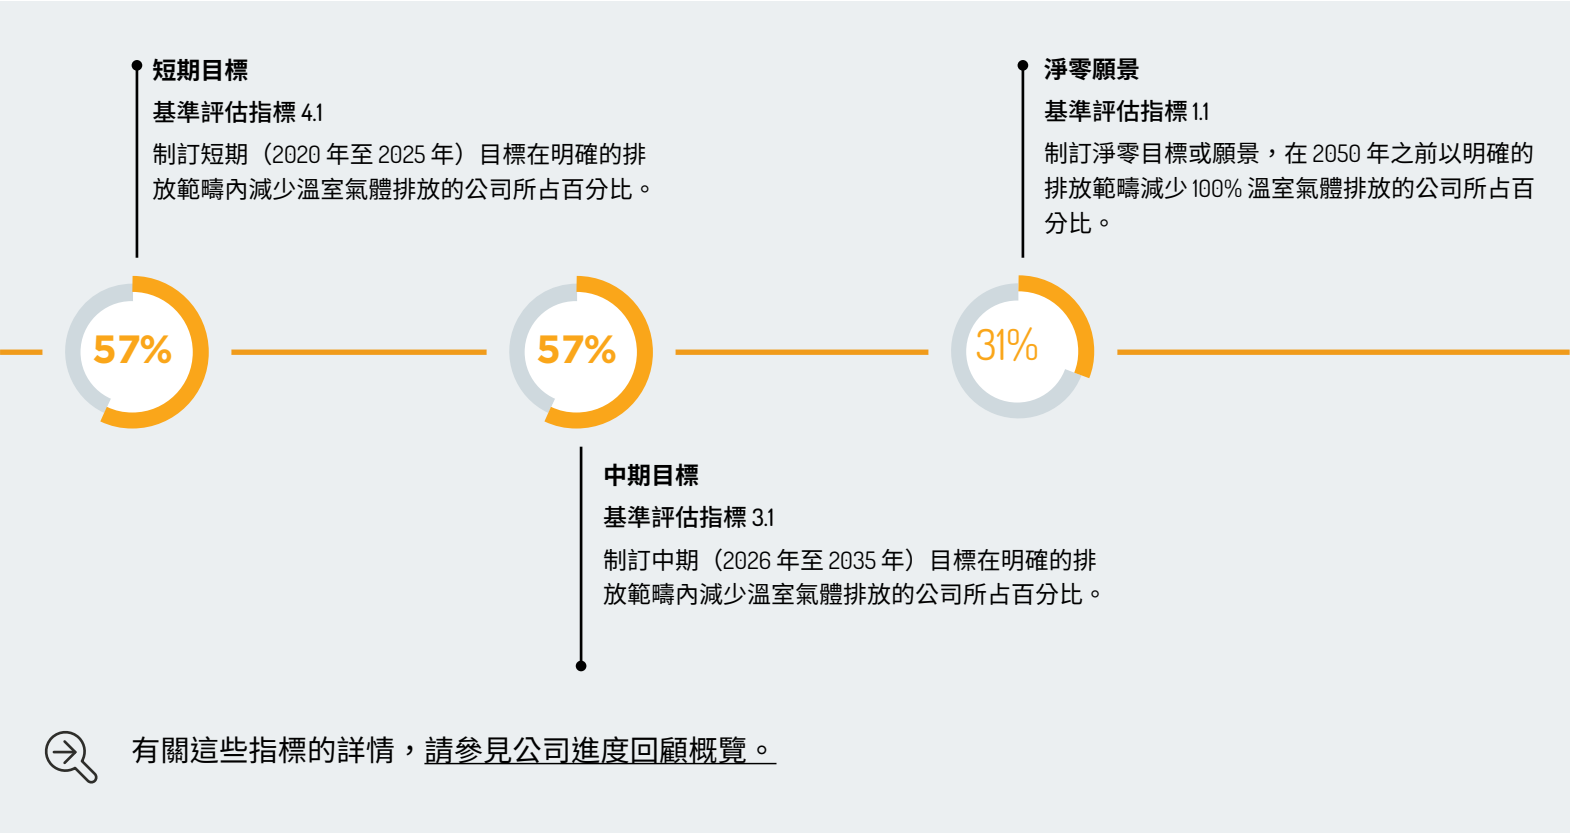 短期目標
基準評估指標 4.1
制訂短期（2020 年至 2025 年）目標在明確的排
放範疇內減少溫室氣體排放的公司所占百分比。
淨零願景
基準評估指標 1.1
制訂淨零目標或願景，在 2050 年之前以明確的
排放範疇減少 100% 溫室氣體排放的公司所占百
分比。
57%
57%
31%
中期目標
基準評估指標 3.1
制訂中期（2026 年至 2035 年）目標在明確的排
放範疇內減少溫室氣體排放的公司所占百分比。
有關這些指標的詳情，請參見公司進度回顧概覽。